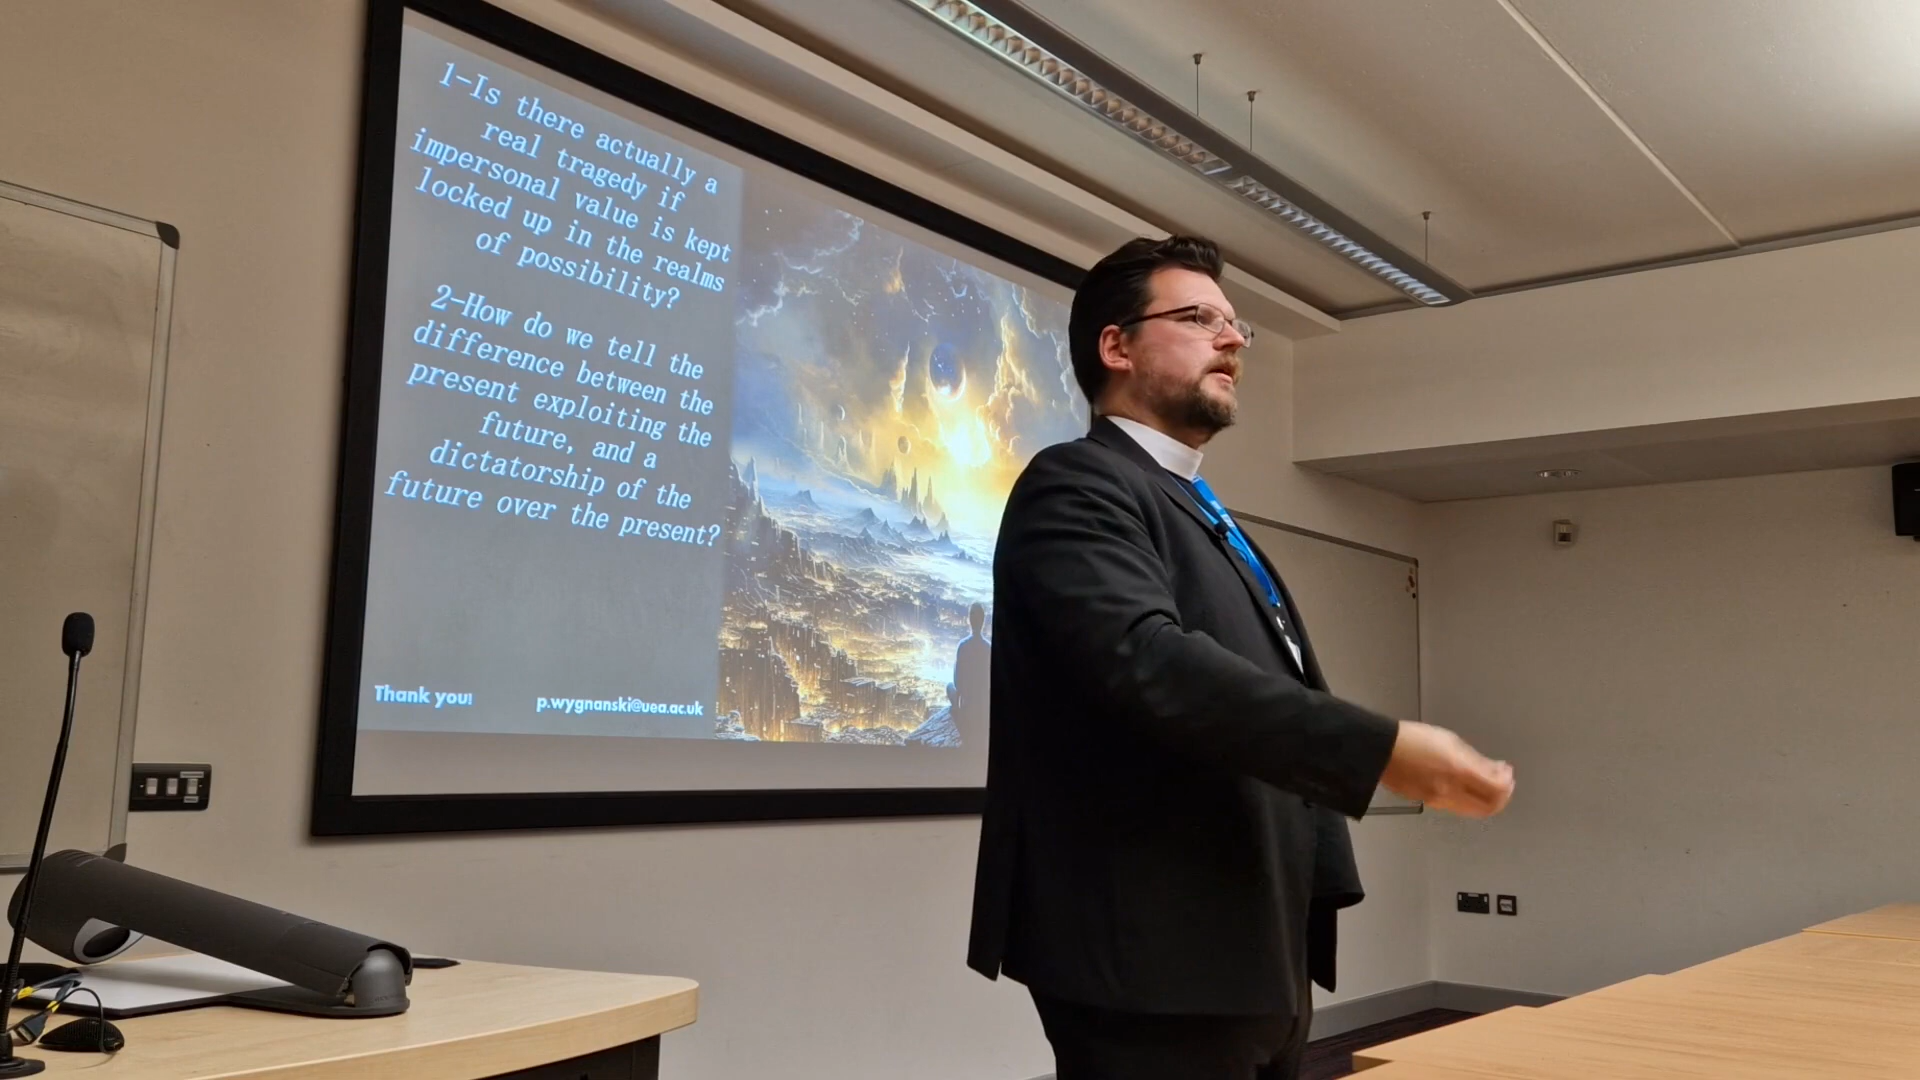 1-Is there actually a
real tragedy if
impersonal value is kept
locked up in the realms
of possibility?
2-How do we tell the
difference between the
present exploiting the
future, and a
dictatorship of the
future over the present?
Thank you!
p.wygnanski@uea.ac.uk